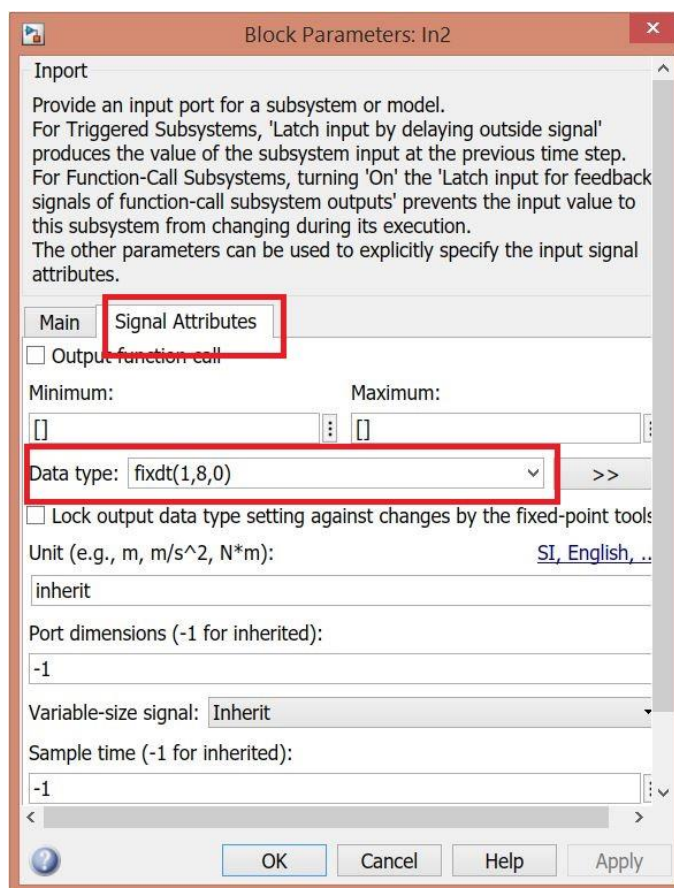 Block Parameters: In2
×
Inport
Provide an input port for a subsystem or model.
For Triggered Subsystems, 'Latch input by delaying outside signal'
produces the value of the subsystem input at the previous time step.
For Function-Call Subsystems, turning 'On' the 'Latch input for feedback
signals of function-call subsystem outputs' prevents the input value to
this subsystem from changing during its execution.
The other parameters can be used to explicitly specify the input signal
attributes.
Main Signal Attributes
Output function-call
Minimum: Maximum:
[] []
Data type: fixdt(1,8,0) >>
Lock output data type setting against changes by the fixed-point tools
Unit (e.g., m, m/s^2, N*m): SI, English, ..
inherit
Port dimensions (-1 for inherited):
-1
Variable-size signal: Inherit
Sample time (-1 for inherited):
-1
OK Cancel Help Apply